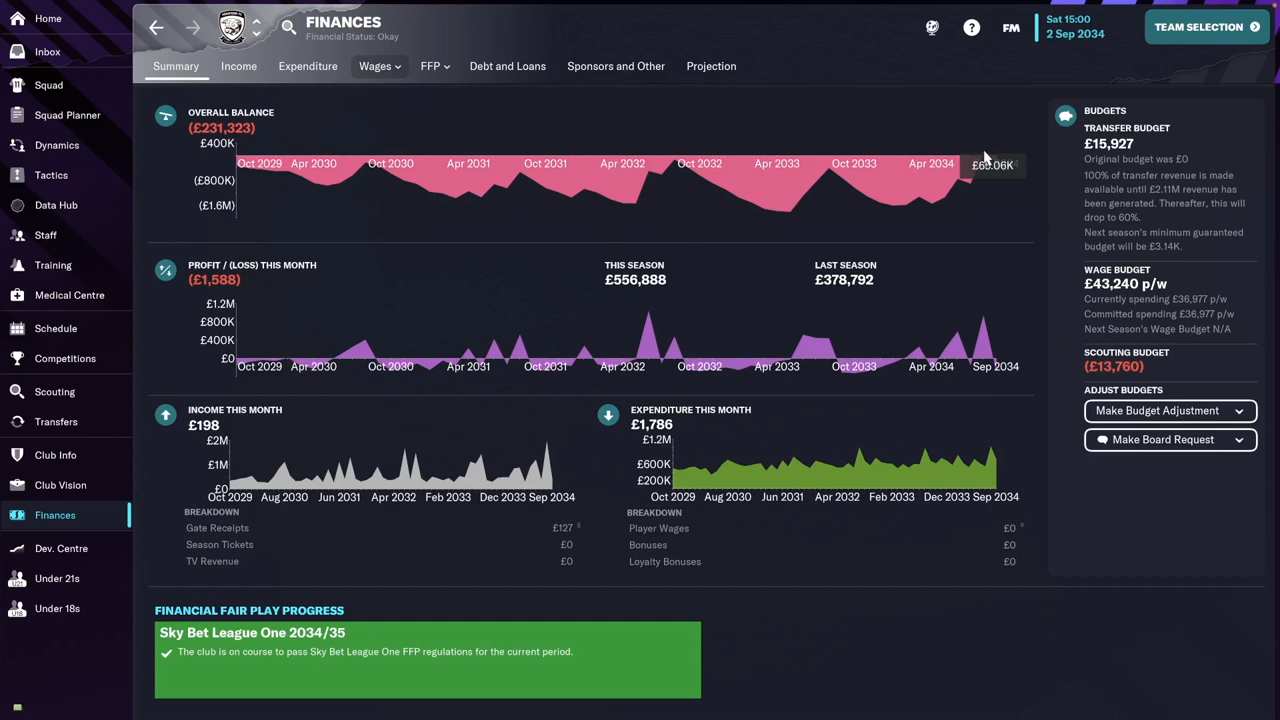 Home
Inbox
Squad
Squad Planner
Dynamics
Tactics
Data Hub
Staff
Training
Medical Centre
Schedule
Competitions
Scouting
Transfers
Club Info
Club Vision
Finances
Dev. Centre
U21
Under 21s
U18
Under 18s
FINANCES
Financial Status: Okay
FM
Sat 15:00
2 Sep 2034
TEAM SELECTION
Summary
Income
Expenditure
Wages
FFP
Debt and Loans
Sponsors and Other
Projection
OVERALL BALANCE
(£231,323)
£400K
(£800K)
(£1.6M)
Oct 2029 Apr 2030 Oct 2030 Apr 2031 Oct 2031 Apr 2032 Oct 2032 Apr 2033 Oct 2033 Apr 2034
£65.06K
PROFIT / (LOSS) THIS MONTH
(£1,588)
THIS SEASON
£556,888
LAST SEASON
£378,792
£1.2M
£800K
£400K
£0
Oct 2029 Apr 2030 Oct 2030 Apr 2031 Oct 2031 Apr 2032 Oct 2032 Apr 2033 Oct 2033 Apr 2034 Sep 2034
INCOME THIS MONTH
£198
£2M
£1M
£0
Oct 2029 Aug 2030 Jun 2031 Apr 2032 Feb 2033 Dec 2033 Sep 2034
BREAKDOWN
Gate Receipts £127
Season Tickets £0
TV Revenue £0
EXPENDITURE THIS MONTH
£1,786
£1.2M
£600K
£200K
Oct 2029 Aug 2030 Jun 2031 Apr 2032 Feb 2033 Dec 2033 Sep 2034
BREAKDOWN
Player Wages £0
Bonuses £0
Loyalty Bonuses £0
FINANCIAL FAIR PLAY PROGRESS
Sky Bet League One 2034/35
The club is on course to pass Sky Bet League One FFP regulations for the current period.
BUDGETS
TRANSFER BUDGET
£15,927
Original budget was £0
100% of transfer revenue is made
available until £2.11M revenue has
been generated. Thereafter, this will
drop to 60%.
Next season's minimum guaranteed
budget will be £3.14K.
WAGE BUDGET
£43,240 p/w
Currently spending £36,977 p/w
Committed spending £36,977 p/w
Next Season's Wage Budget N/A
SCOUTING BUDGET
(£13,760)
ADJUST BUDGETS
Make Budget Adjustment
Make Board Request